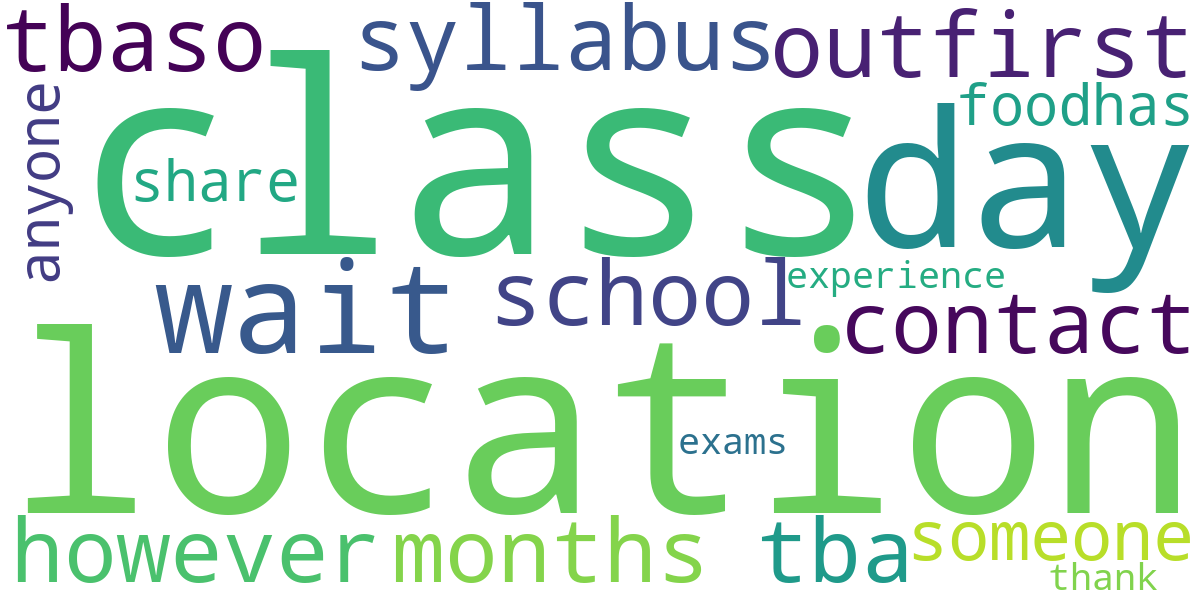 tbaso syllabus outfirst
anyone
class
day
foodhas
share
wait school experience
contact
location
exams
however months tba someone
thank